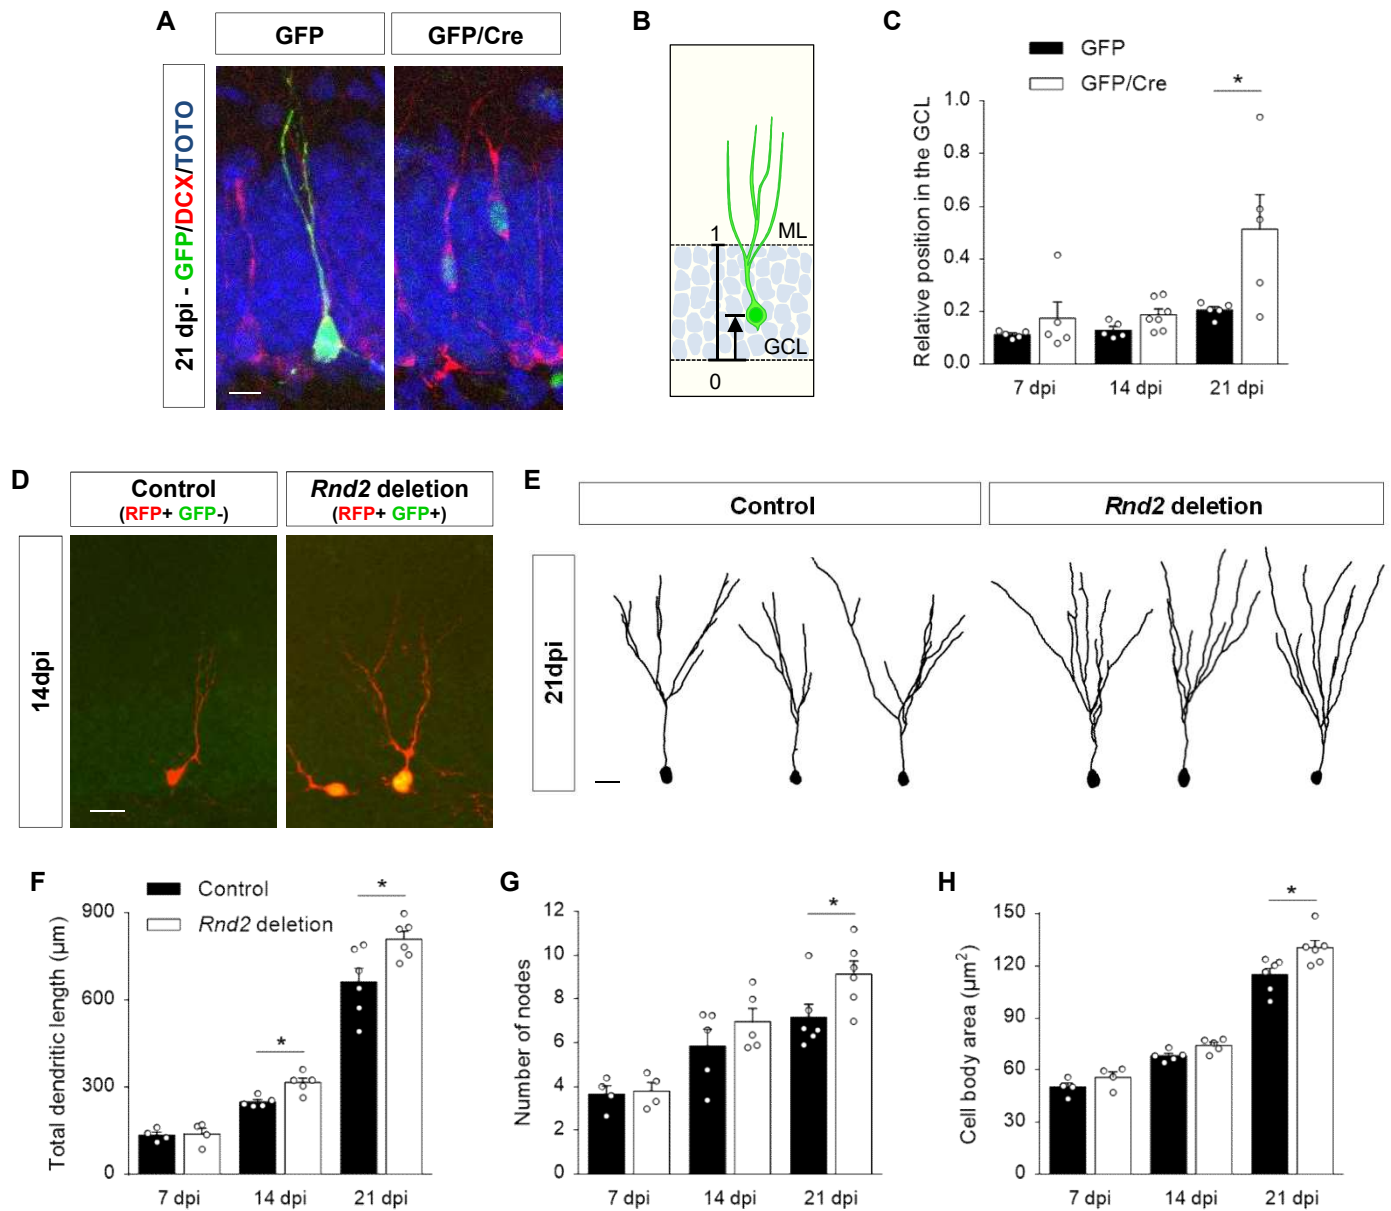 A
GFP
GFP/Cre
21 dpi - GFP/DCX/TOTO
B
1
ML
GCL
0
C
GFP
GFP/Cre
*
Relative position in the GCL
1.0
0.8
0.6
0.4
0.2
0.0
7 dpi
14 dpi
21 dpi
D
Control
(RFP+ GFP-)
Rnd2 deletion
(RFP+ GFP+)
14dpi
E
Control
Rnd2 deletion
21dpi
F
Control
Rnd2 deletion
*
*
Total dendritic length (µm)
900
600
300
0
7 dpi
14 dpi
21 dpi
G
*
Number of nodes
12
10
8
6
4
2
0
7 dpi
14 dpi
21 dpi
H
*
Cell body area (µm²)
150
120
90
60
30
0
7 dpi
14 dpi
21 dpi